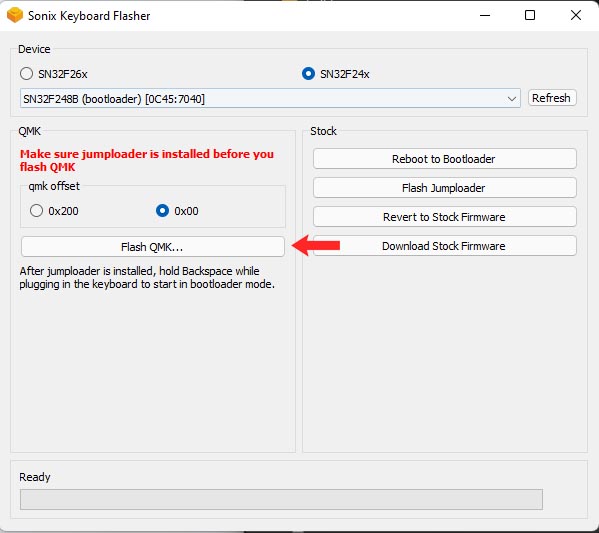 Sonix Keyboard Flasher
Device
SN32F26x
SN32F24x
SN32F248B (bootloader) [0C45:7040]
Refresh
QMK
Make sure jumploader is installed before you
flash QMK
qmk offset
0x200
0x00
Flash QMK...
After jumploader is installed, hold Backspace while
plugging in the keyboard to start in bootloader mode.
Stock
Reboot to Bootloader
Flash Jumploader
Revert to Stock Firmware
Download Stock Firmware
Ready